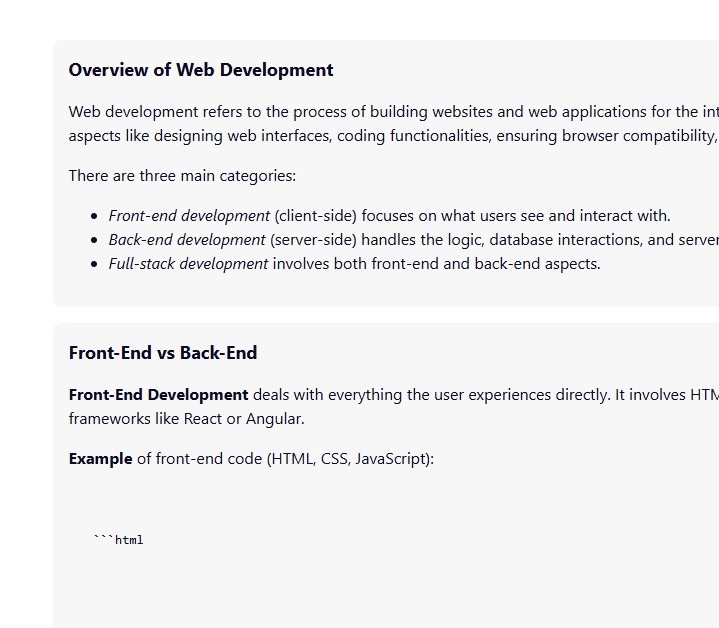 Overview of Web Development
Web development refers to the process of building websites and web applications for the int
aspects like designing web interfaces, coding functionalities, ensuring browser compatibility,
There are three main categories:
• Front-end development (client-side) focuses on what users see and interact with.
• Back-end development (server-side) handles the logic, database interactions, and server
• Full-stack development involves both front-end and back-end aspects.
Front-End vs Back-End
Front-End Development deals with everything the user experiences directly. It involves HTM
frameworks like React or Angular.
Example of front-end code (HTML, CSS, JavaScript):
```html